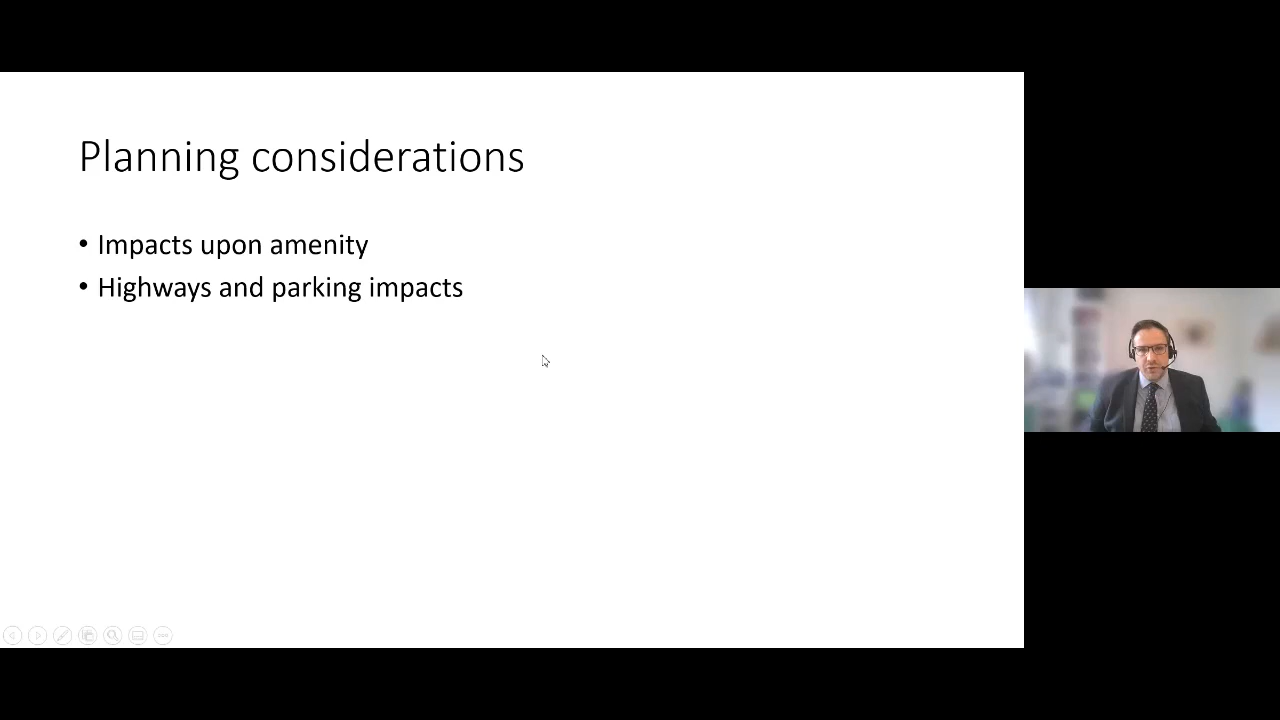 Planning considerations
• Impacts upon amenity
• Highways and parking impacts